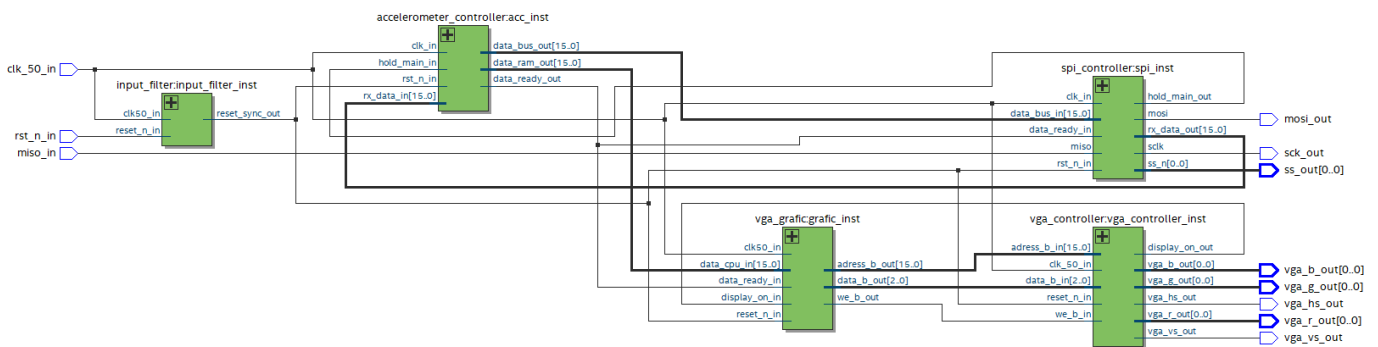 accelerometer_controller:acc_inst
clk_in
data_bus_out[15.0]
hold_main_in
data_ram_out[15.0]
rst_n_in
data_ready_out
rx_data_in[15.0]
clk_50_in
input_filter:input_filter_inst
clk50_in
reset_sync_out
reset_n_in
rst_n_in
miso_in
spi_controller:spi_inst
clk_in
hold_main_out
data_bus_in[15.0]
mosi
data_ready_in
rx_data_out[15.0]
miso
sclk
rst_n_in
ss_n[0.0]
mosi_out
sck_out
ss_out[0..0]
vga_grafic:grafic_inst
clk50_in
data_cpu_in[15.0]
adress_b_out[15.0]
data_ready_in
data_b_out[2.0]
display_on_in
we_b_out
reset_n_in
vga_controller:vga_controller_inst
adress_b_in[15.0]
display_on_out
clk_50_in
vga_b_out[0.0]
data_b_in[2.0]
vga_g_out[0.0]
reset_n_in
vga_hs_out
we_b_in
vga_r_out[0.0]
vga_vs_out
vga_b_out[0..0]
vga_g_out[0..0]
vga_hs_out
vga_r_out[0..0]
vga_vs_out